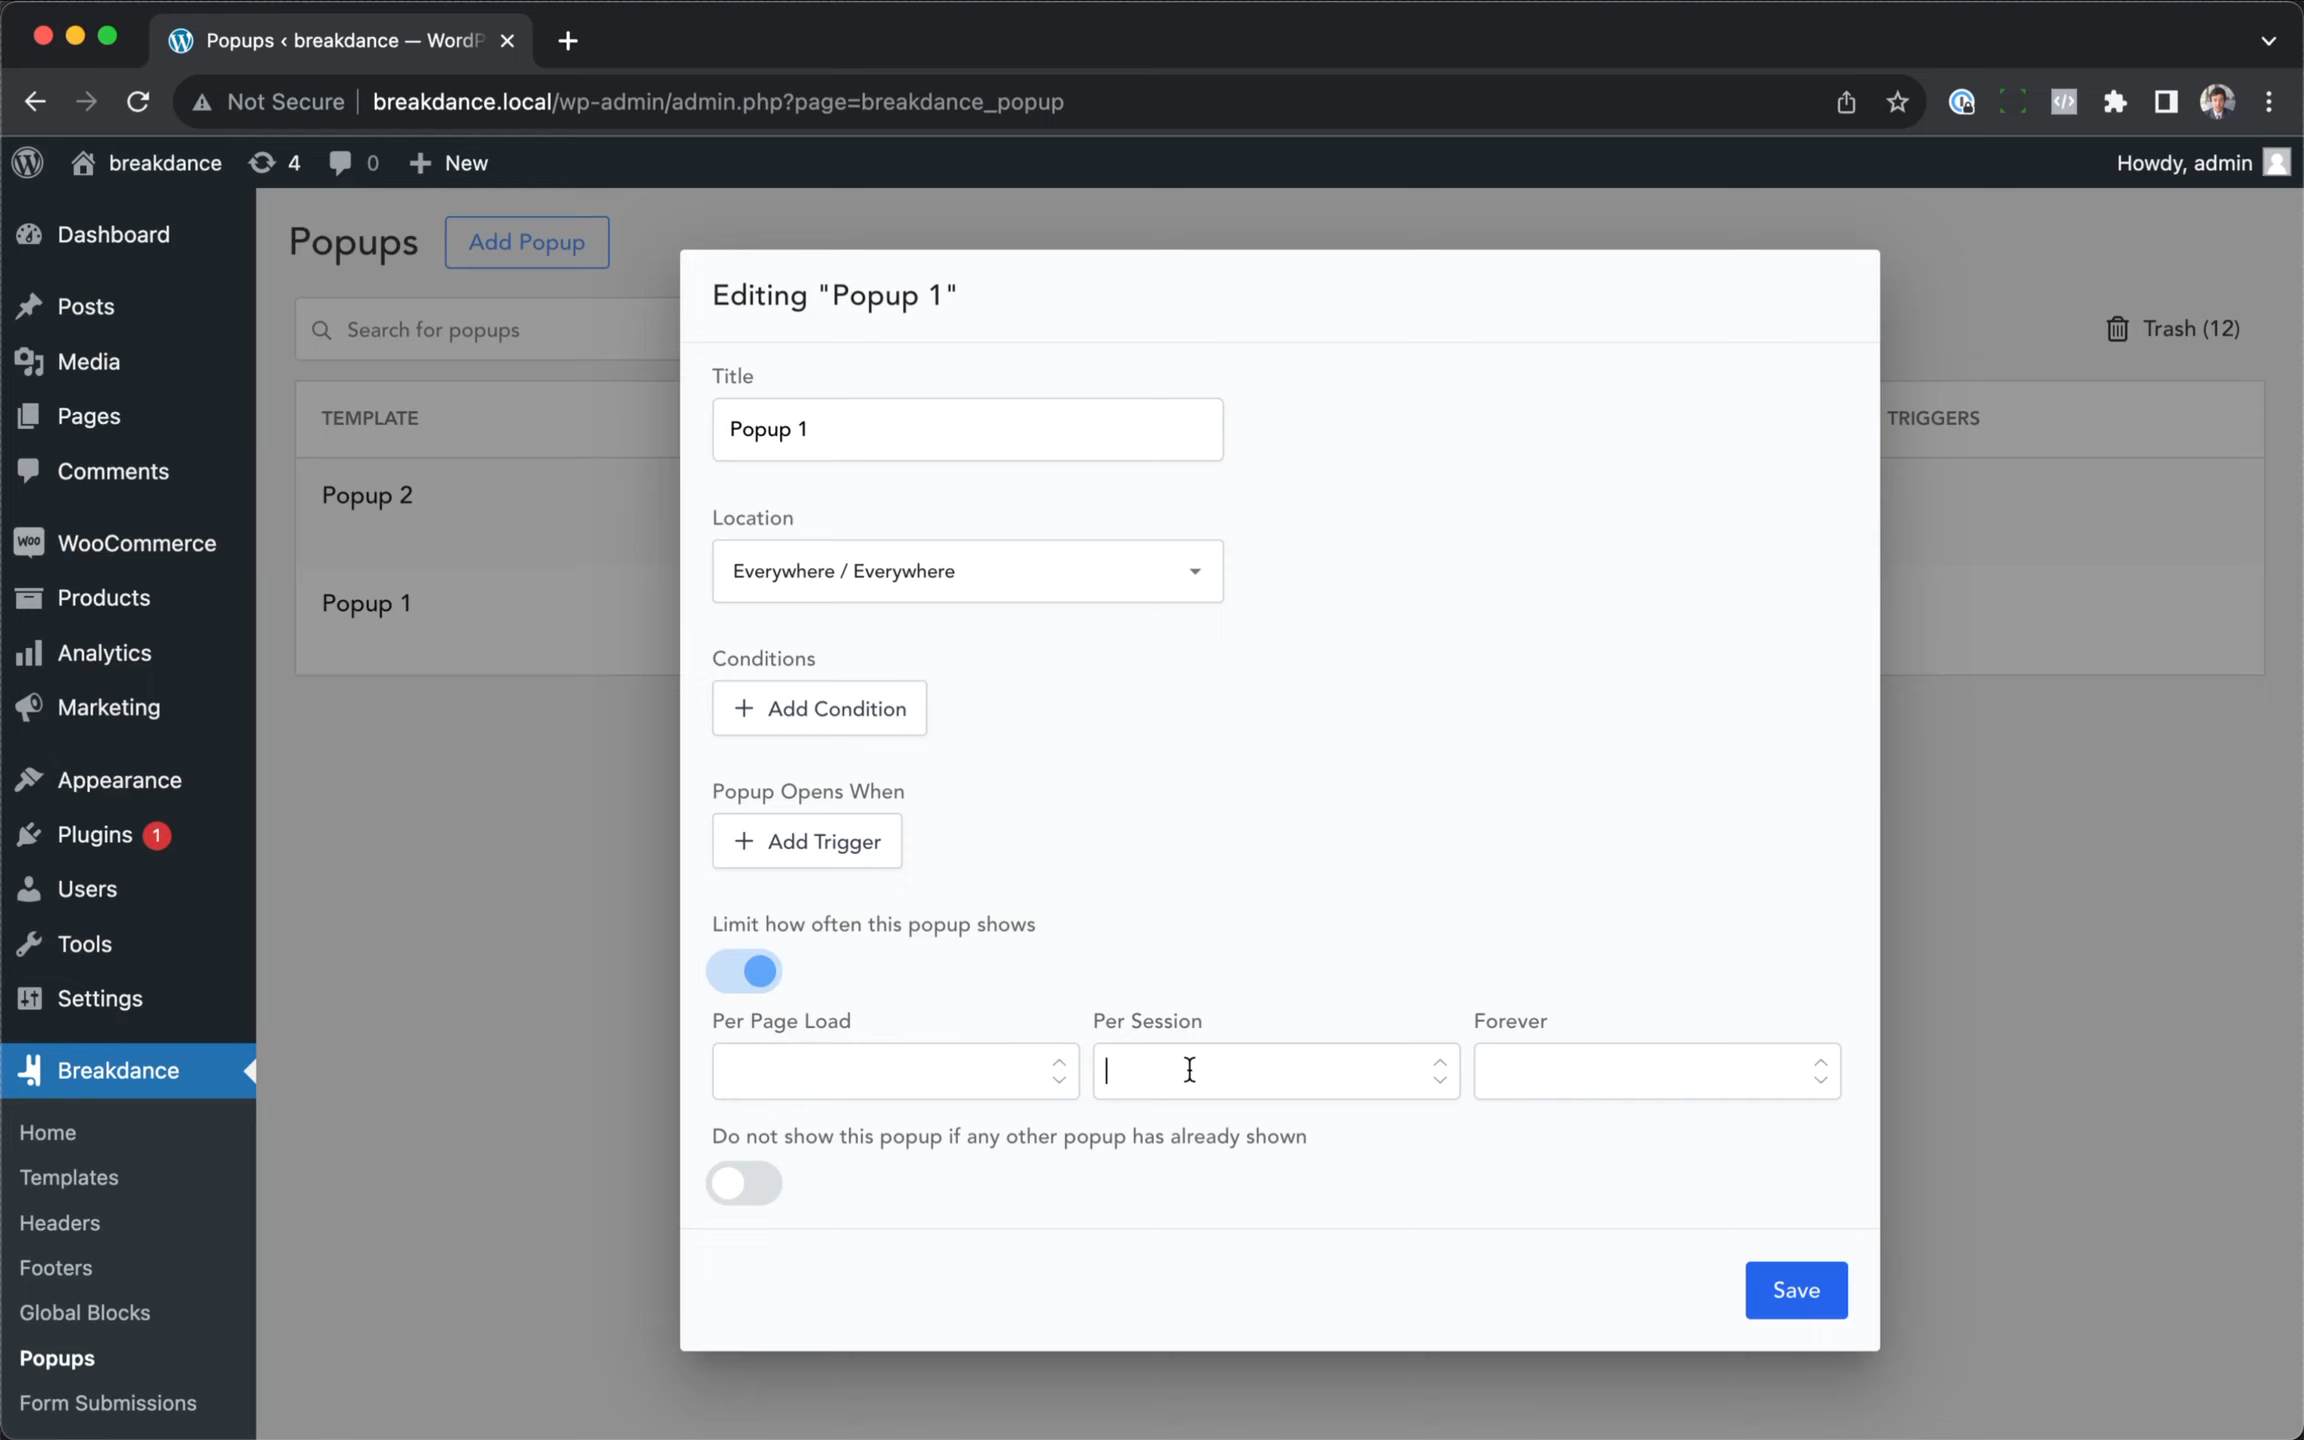 Popups ‹ breakdance — WordP
Not Secure
breakdance.local/wp-admin/admin.php?page=breakdance_popup
breakdance
4
0
New
Howdy, admin
Dashboard
Posts
Media
Pages
Comments
WooCommerce
Products
Analytics
Marketing
Appearance
Plugins 1
Users
Tools
Settings
Breakdance
Home
Templates
Headers
Footers
Global Blocks
Popups
Form Submissions
Popups
Add Popup
Search for popups
Trash (12)
TEMPLATE
TRIGGERS
Popup 2
Popup 1
Editing "Popup 1"
Title
Popup 1
Location
Everywhere / Everywhere
Conditions
Add Condition
Popup Opens When
Add Trigger
Limit how often this popup shows
Per Page Load
Per Session
Forever
Do not show this popup if any other popup has already shown
Save